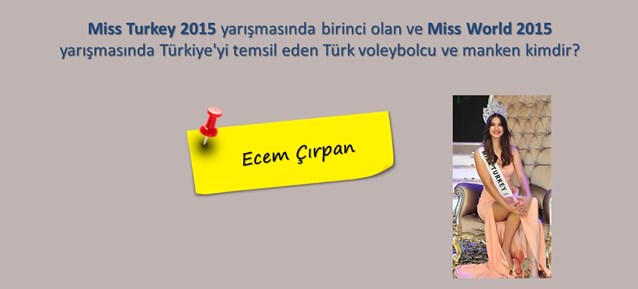 Miss Turkey 2015 yarışmasında birinci olan ve Miss World 2015
yarışmasında Türkiye'yi temsil eden Türk voleybolcu ve manken kimdir?
Ecem Çırpan
MISS TURKEY